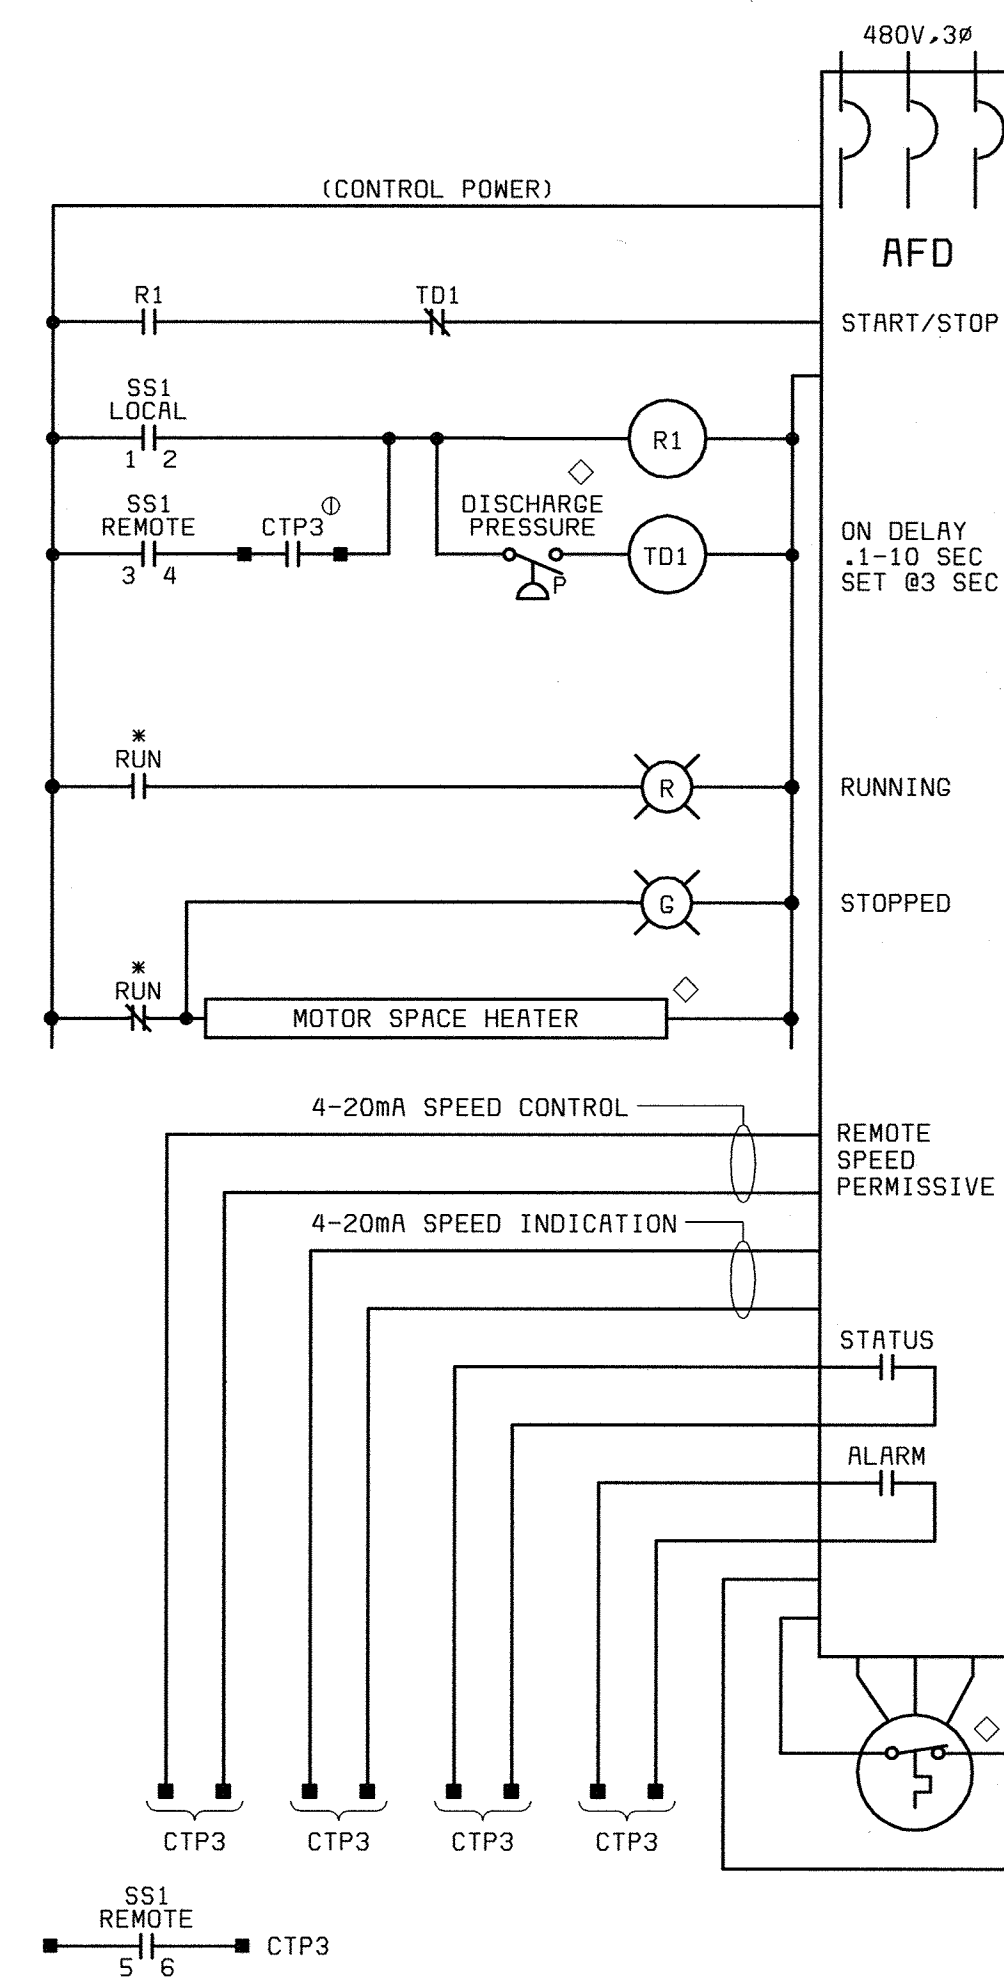 480V,3Ø
(CONTROL POWER)
AFD
R1
TD1
START/STOP
SS1
LOCAL
1 2
R1
SS1
REMOTE
3 4
CTP3
DISCHARGE
PRESSURE
P
TD1
ON DELAY
.1-10 SEC
SET @3 SEC
*
RUN
R
RUNNING
G
STOPPED
*
RUN
MOTOR SPACE HEATER
4-20mA SPEED CONTROL
REMOTE
SPEED
PERMISSIVE
4-20mA SPEED INDICATION
STATUS
ALARM
CTP3
CTP3
CTP3
CTP3
SS1
REMOTE
5 6
CTP3